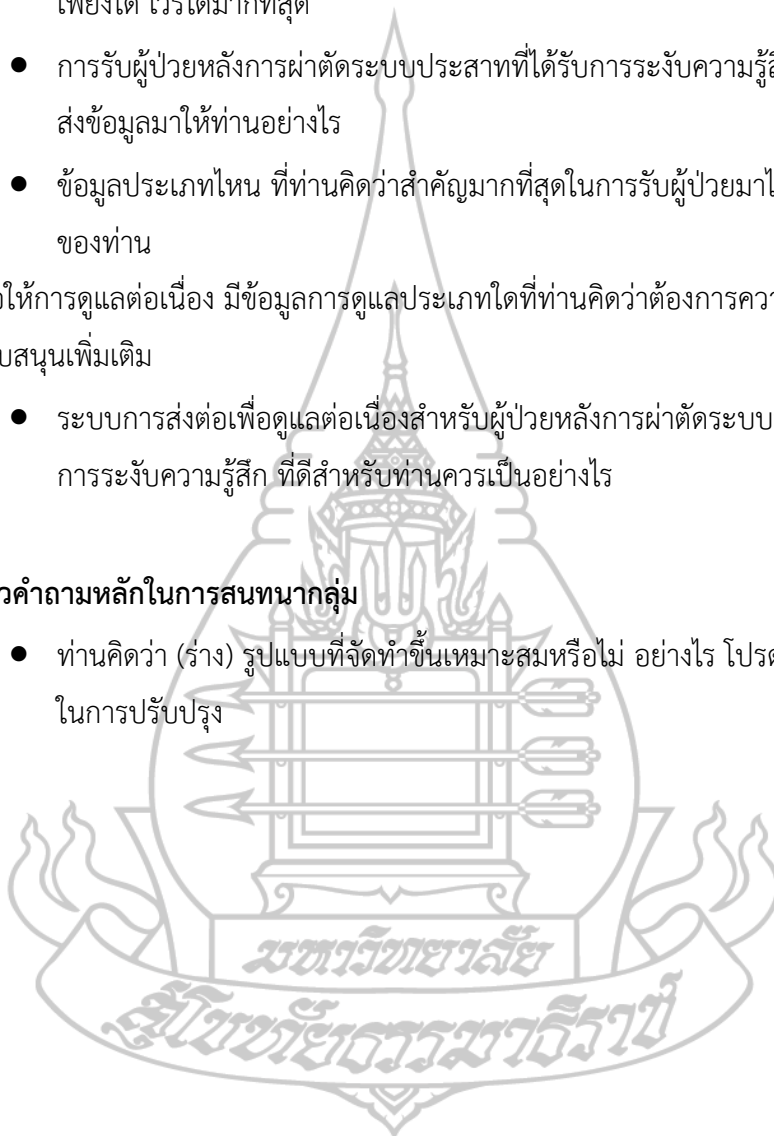 เพียงใด เวรใดมากที่สุด
● การรับผู้ป่วยหลังการผ่าตัดระบบประสาทที่ได้รับการระงับความรู้สึ
ส่งข้อมูลมาให้ท่านอย่างไร
● ข้อมูลประเภทไหน ที่ท่านคิดว่าสำคัญมากที่สุดในการรับผู้ป่วยมาไ
ของท่าน
อให้การดูแลต่อเนื่อง มีข้อมูลการดูแลประเภทใดที่ท่านคิดว่าต้องการควา
บสนุนเพิ่มเติม
● ระบบการส่งต่อเพื่อดูแลต่อเนื่องสำหรับผู้ป่วยหลังการผ่าตัดระบบ
การระงับความรู้สึก ที่ดีสำหรับท่านควรเป็นอย่างไร
วคำถามหลักในการสนทนากลุ่ม
● ท่านคิดว่า (ร่าง) รูปแบบที่จัดทำขึ้นเหมาะสมหรือไม่ อย่างไร โปรด
ในการปรับปรุง
มหาวิทยาลัย
สุโขทัยธรรมาธิราช